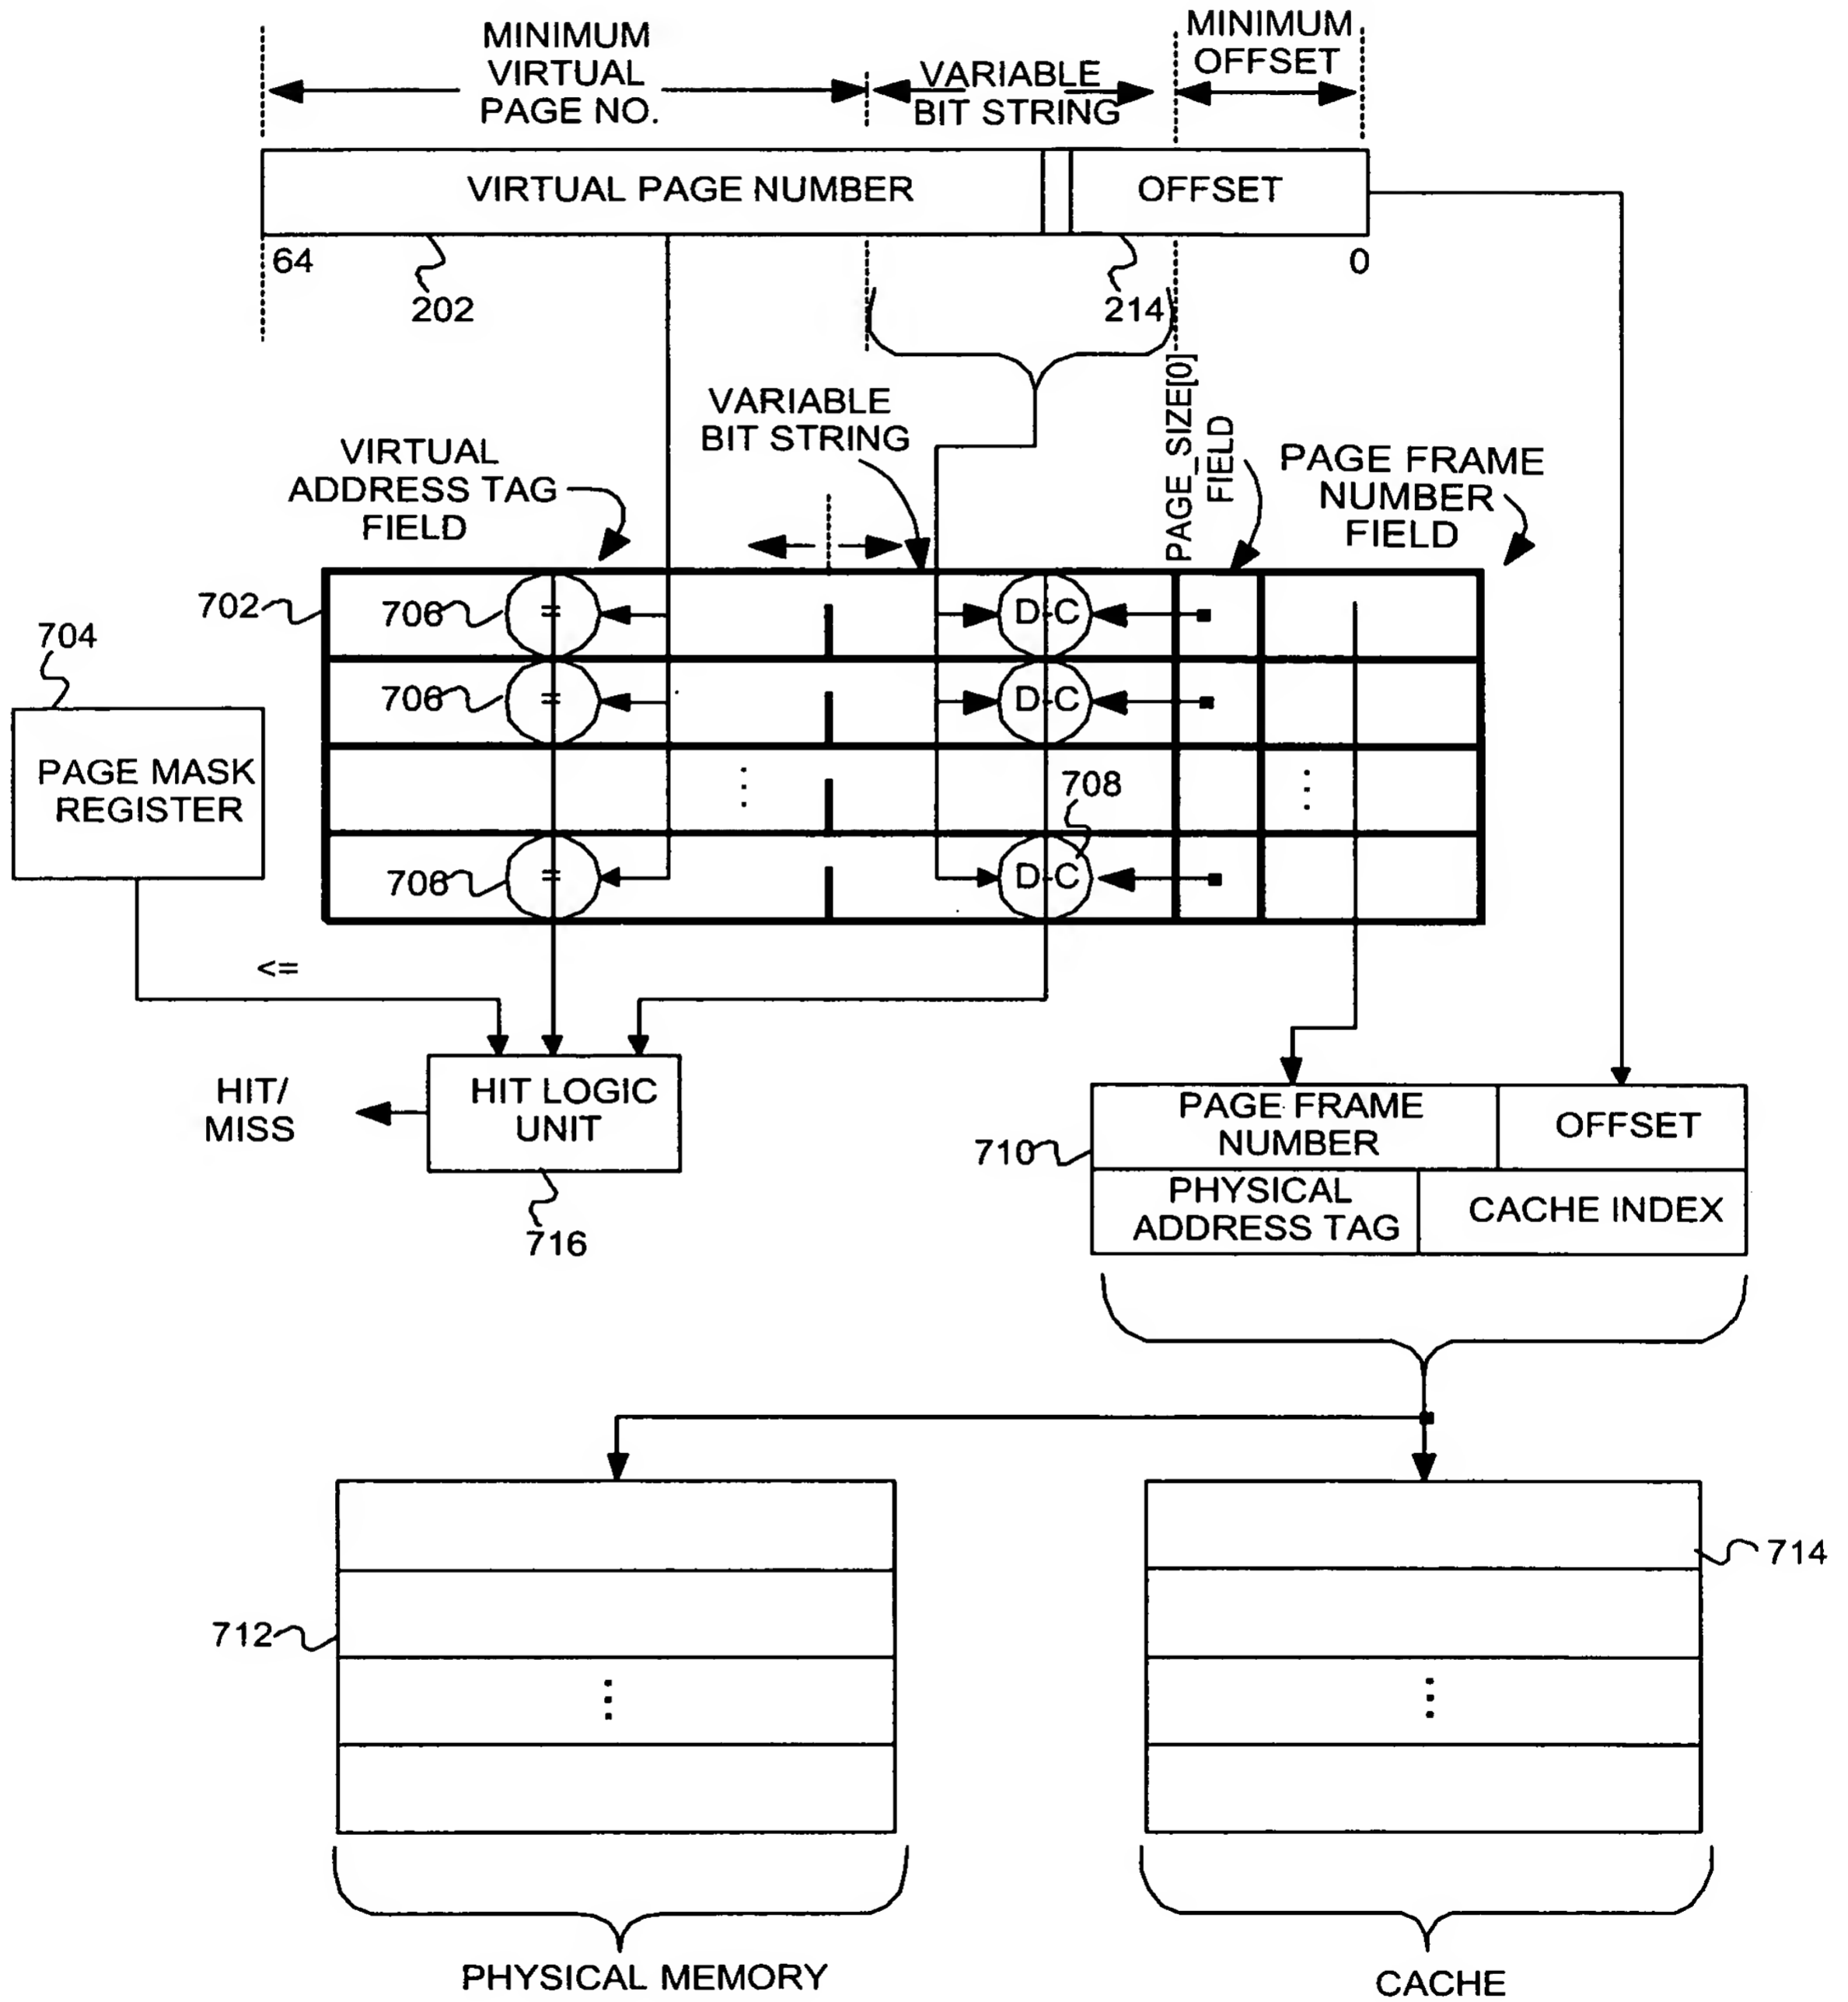 MINIMUM
VIRTUAL
PAGE NO.
VARIABLE
BIT STRING
MINIMUM
OFFSET
VIRTUAL PAGE NUMBER
OFFSET
64
0
202
214
VARIABLE
BIT STRING
VIRTUAL
ADDRESS TAG
FIELD
PAGE_SIZE[0]
FIELD
PAGE FRAME
NUMBER
FIELD
702
704
PAGE MASK
REGISTER
706 = D-C
706 = D-C
⋮ ⋮
708
706 = D-C
<=
HIT LOGIC
UNIT
HIT/
MISS
716
PAGE FRAME
NUMBER
OFFSET
710
PHYSICAL
ADDRESS TAG
CACHE INDEX
714
712
⋮ ⋮
PHYSICAL MEMORY
CACHE